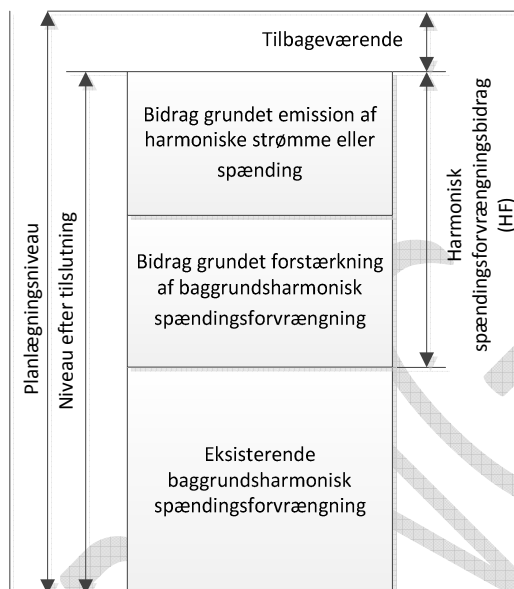 Tilbageværende
Bidrag grundet emission af
harmoniske strømme eller
spænding
Bidrag grundet forstærkning
af baggrundsharmonisk
spændingsforvrængning
Eksisterende
baggrundsharmonisk
spændingsforvrængning
Planlægningsniveau
Niveau efter tilslutning
Harmonisk
spændingsforvrængningsbidrag
(HF)